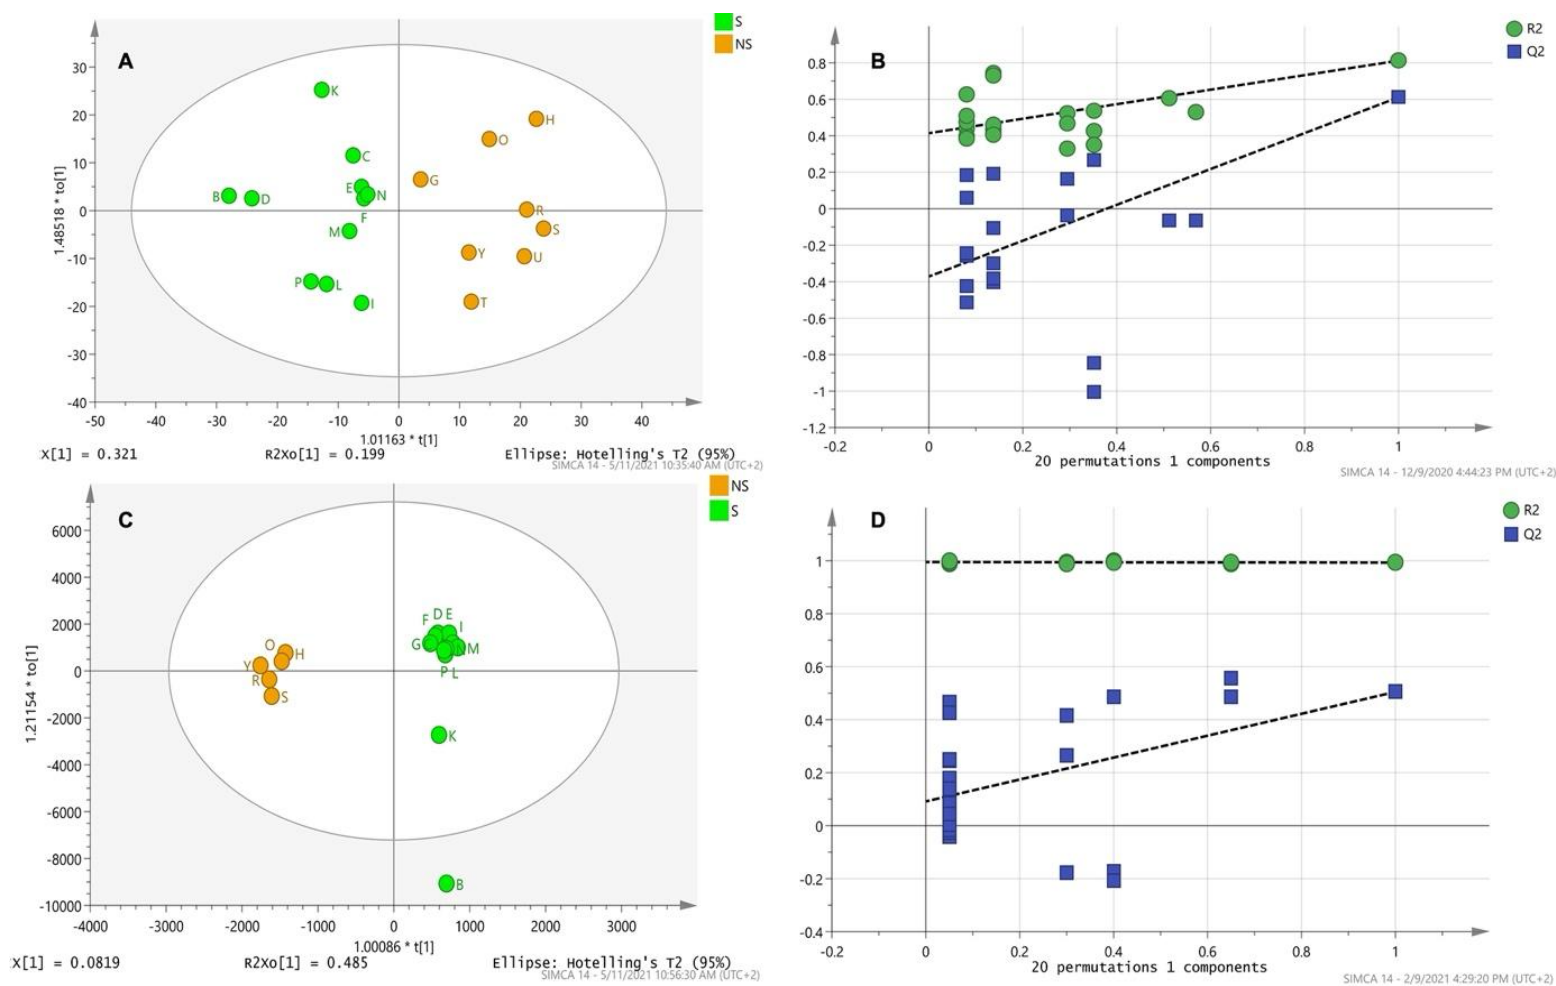 A
S
NS
1.48518 * to[1]
30
20
10
0
-10
-20
-30
-40
K
H
O
C
G
E
N
B
D
F
R
M
S
Y
U
P
L
I
T
-50
-40
-30
-20
-10
0
10
20
30
40
1.01163 * t[1]
X[1] = 0.321
R2Xo[1] = 0.199
Ellipse: Hotelling's T2 (95%)
SIMCA 14 - 5/11/2021 10:35:40 AM (UTC+2)
B
R2
Q2
0.8
0.6
0.4
0.2
0
-0.2
-0.4
-0.6
-0.8
-1
-1.2
-0.2
0
0.2
0.4
0.6
0.8
1
20 permutations 1 components
SIMCA 14 - 12/9/2020 4:44:23 PM (UTC+2)
C
NS
S
1.21154 * to[1]
6000
4000
2000
0
-2000
-4000
-6000
-8000
-10000
D E
F
I
G
M
P L
O
H
Y
R
S
K
B
-4000
-3000
-2000
-1000
0
1000
2000
3000
1.00086 * t[1]
X[1] = 0.0819
R2Xo[1] = 0.485
Ellipse: Hotelling's T2 (95%)
SIMCA 14 - 5/11/2021 10:56:30 AM (UTC+2)
D
R2
Q2
1
0.8
0.6
0.4
0.2
0
-0.2
-0.4
-0.2
0
0.2
0.4
0.6
0.8
1
20 permutations 1 components
SIMCA 14 - 2/9/2021 4:29:20 PM (UTC+2)